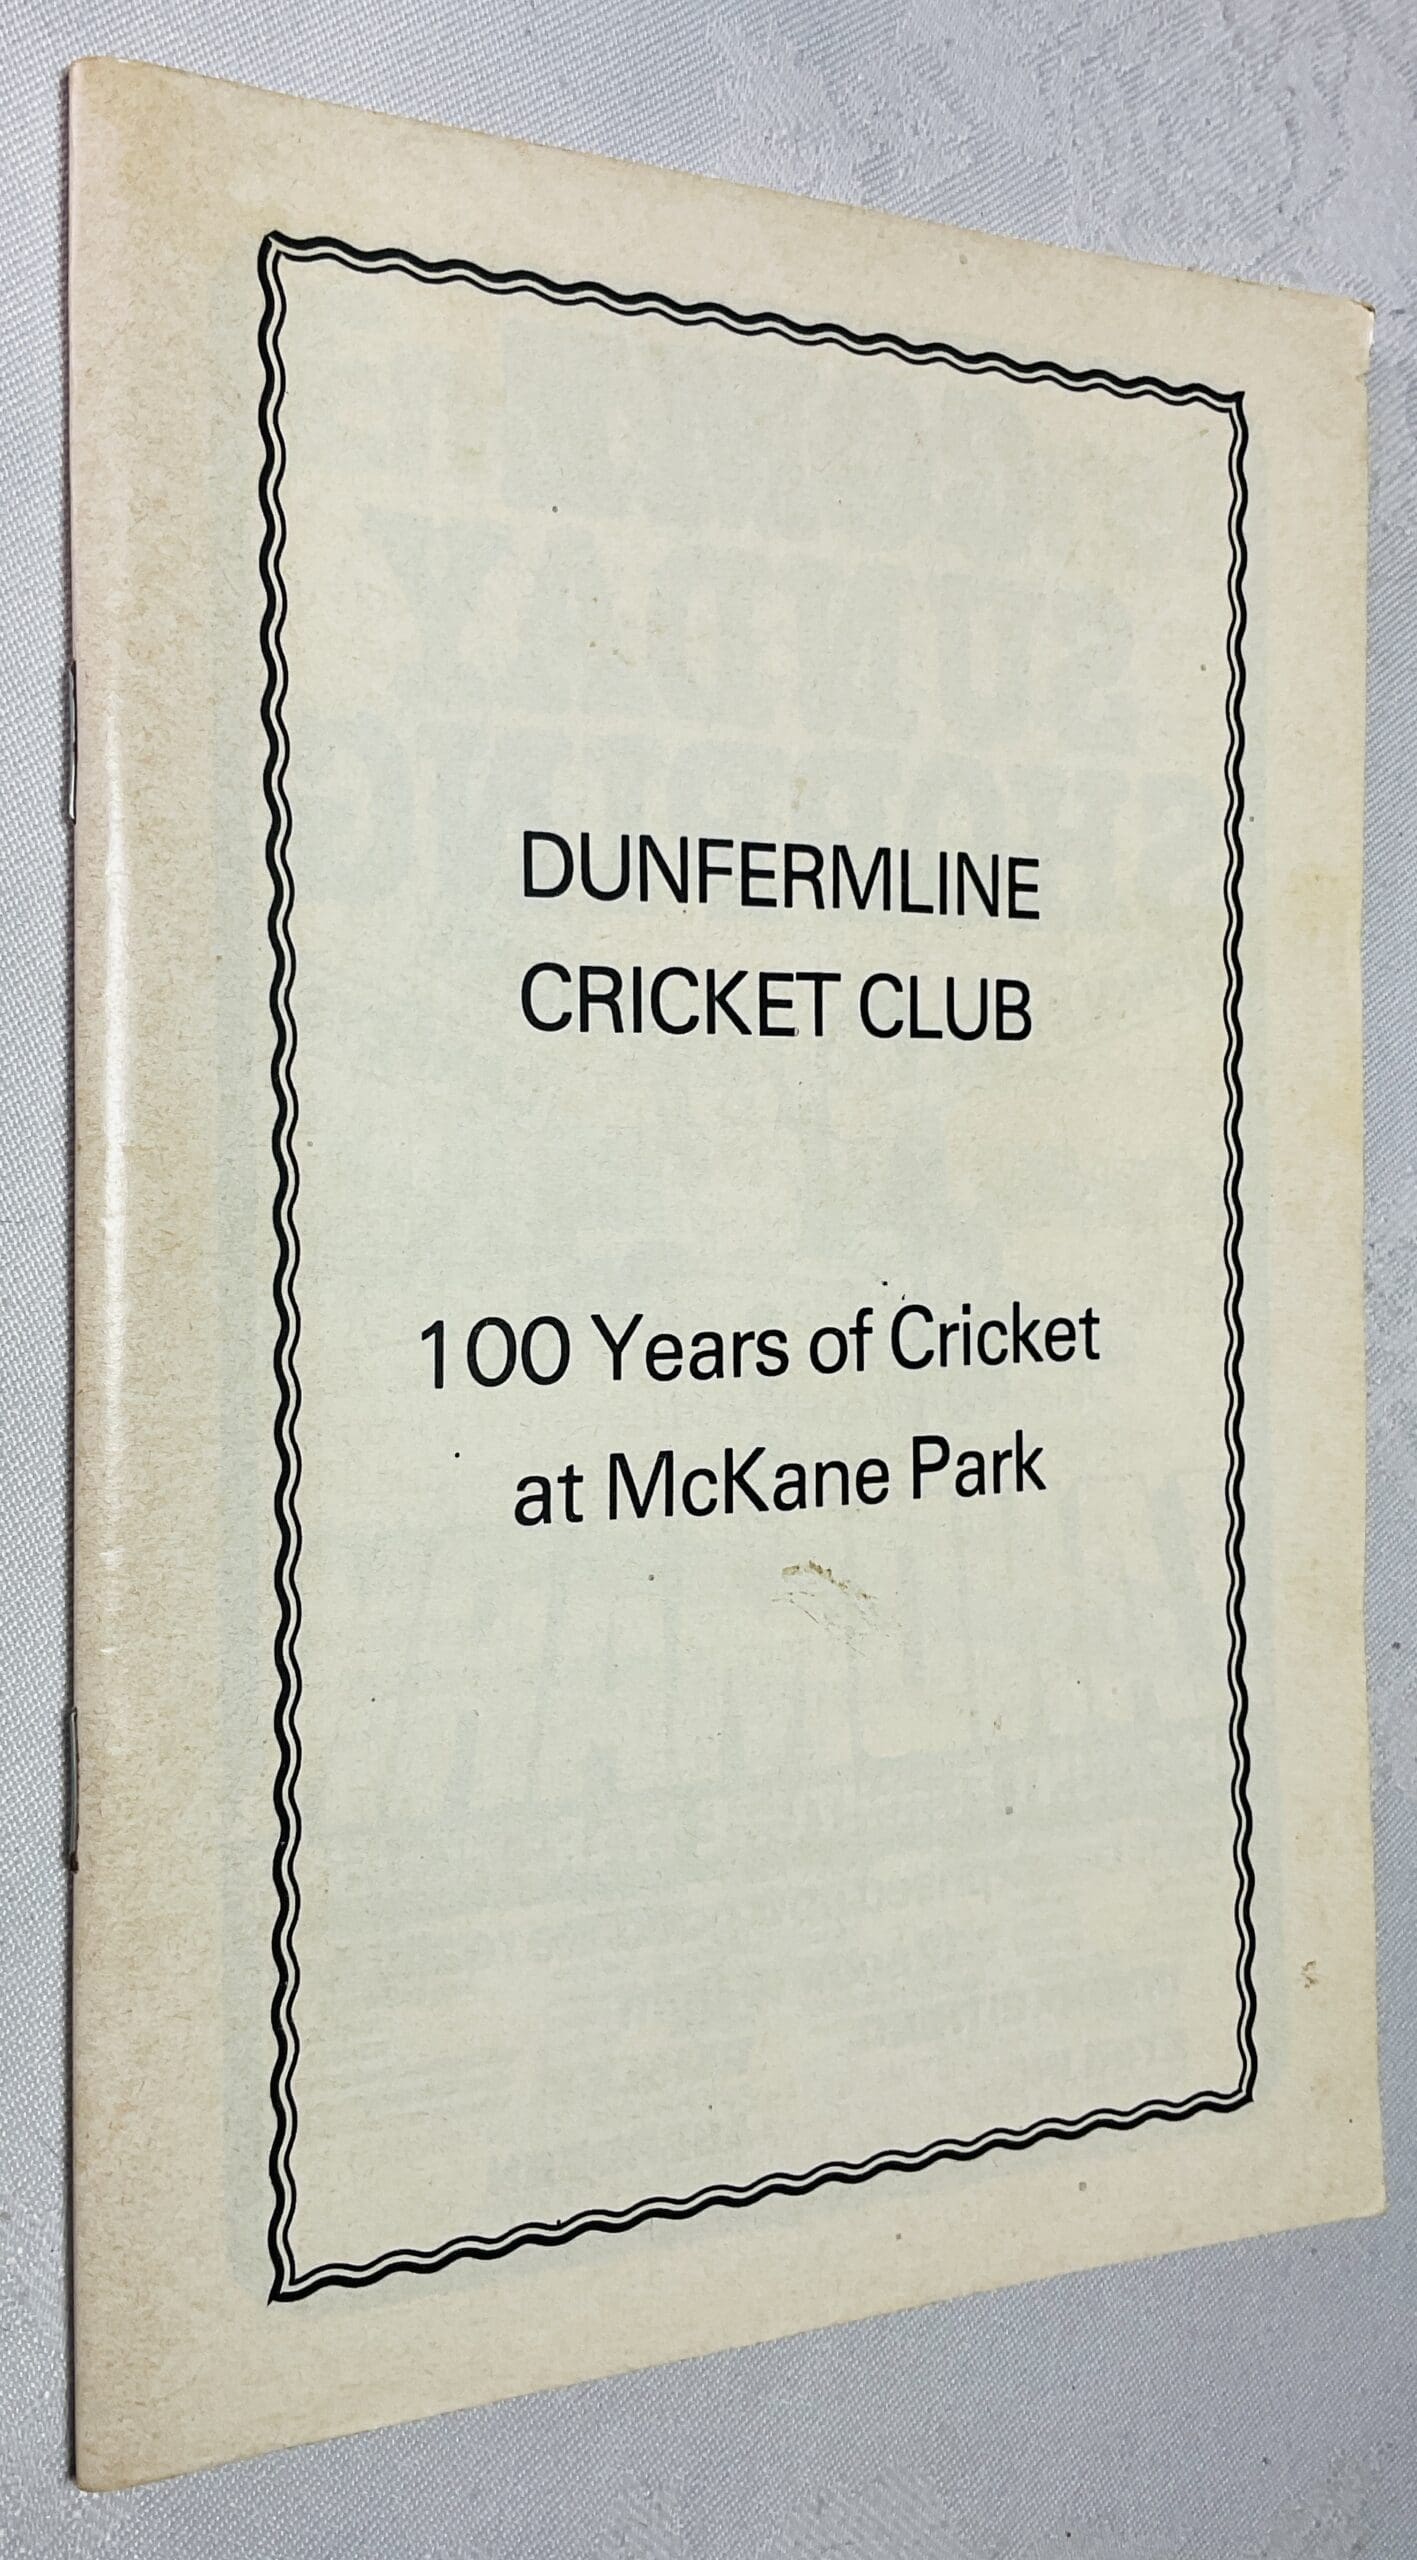 DUNFERMLINE
CRICKET CLUB
100 Years of Cricket
at McKane Park